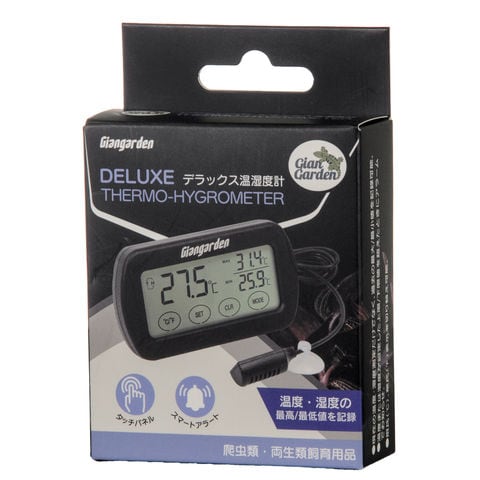 Giangarden
DELUXE デラックス温湿度計
THERMO-HYGROMETER
Gian
Garden
Giangarden
27.5℃
MAX 31.4℃
MIN 25.9℃
℃/℉
SET
CLR
MODE
タッチパネル
スマートアラート
温度・湿度の
最高/最低値を記録
爬虫類・両生類飼育用品